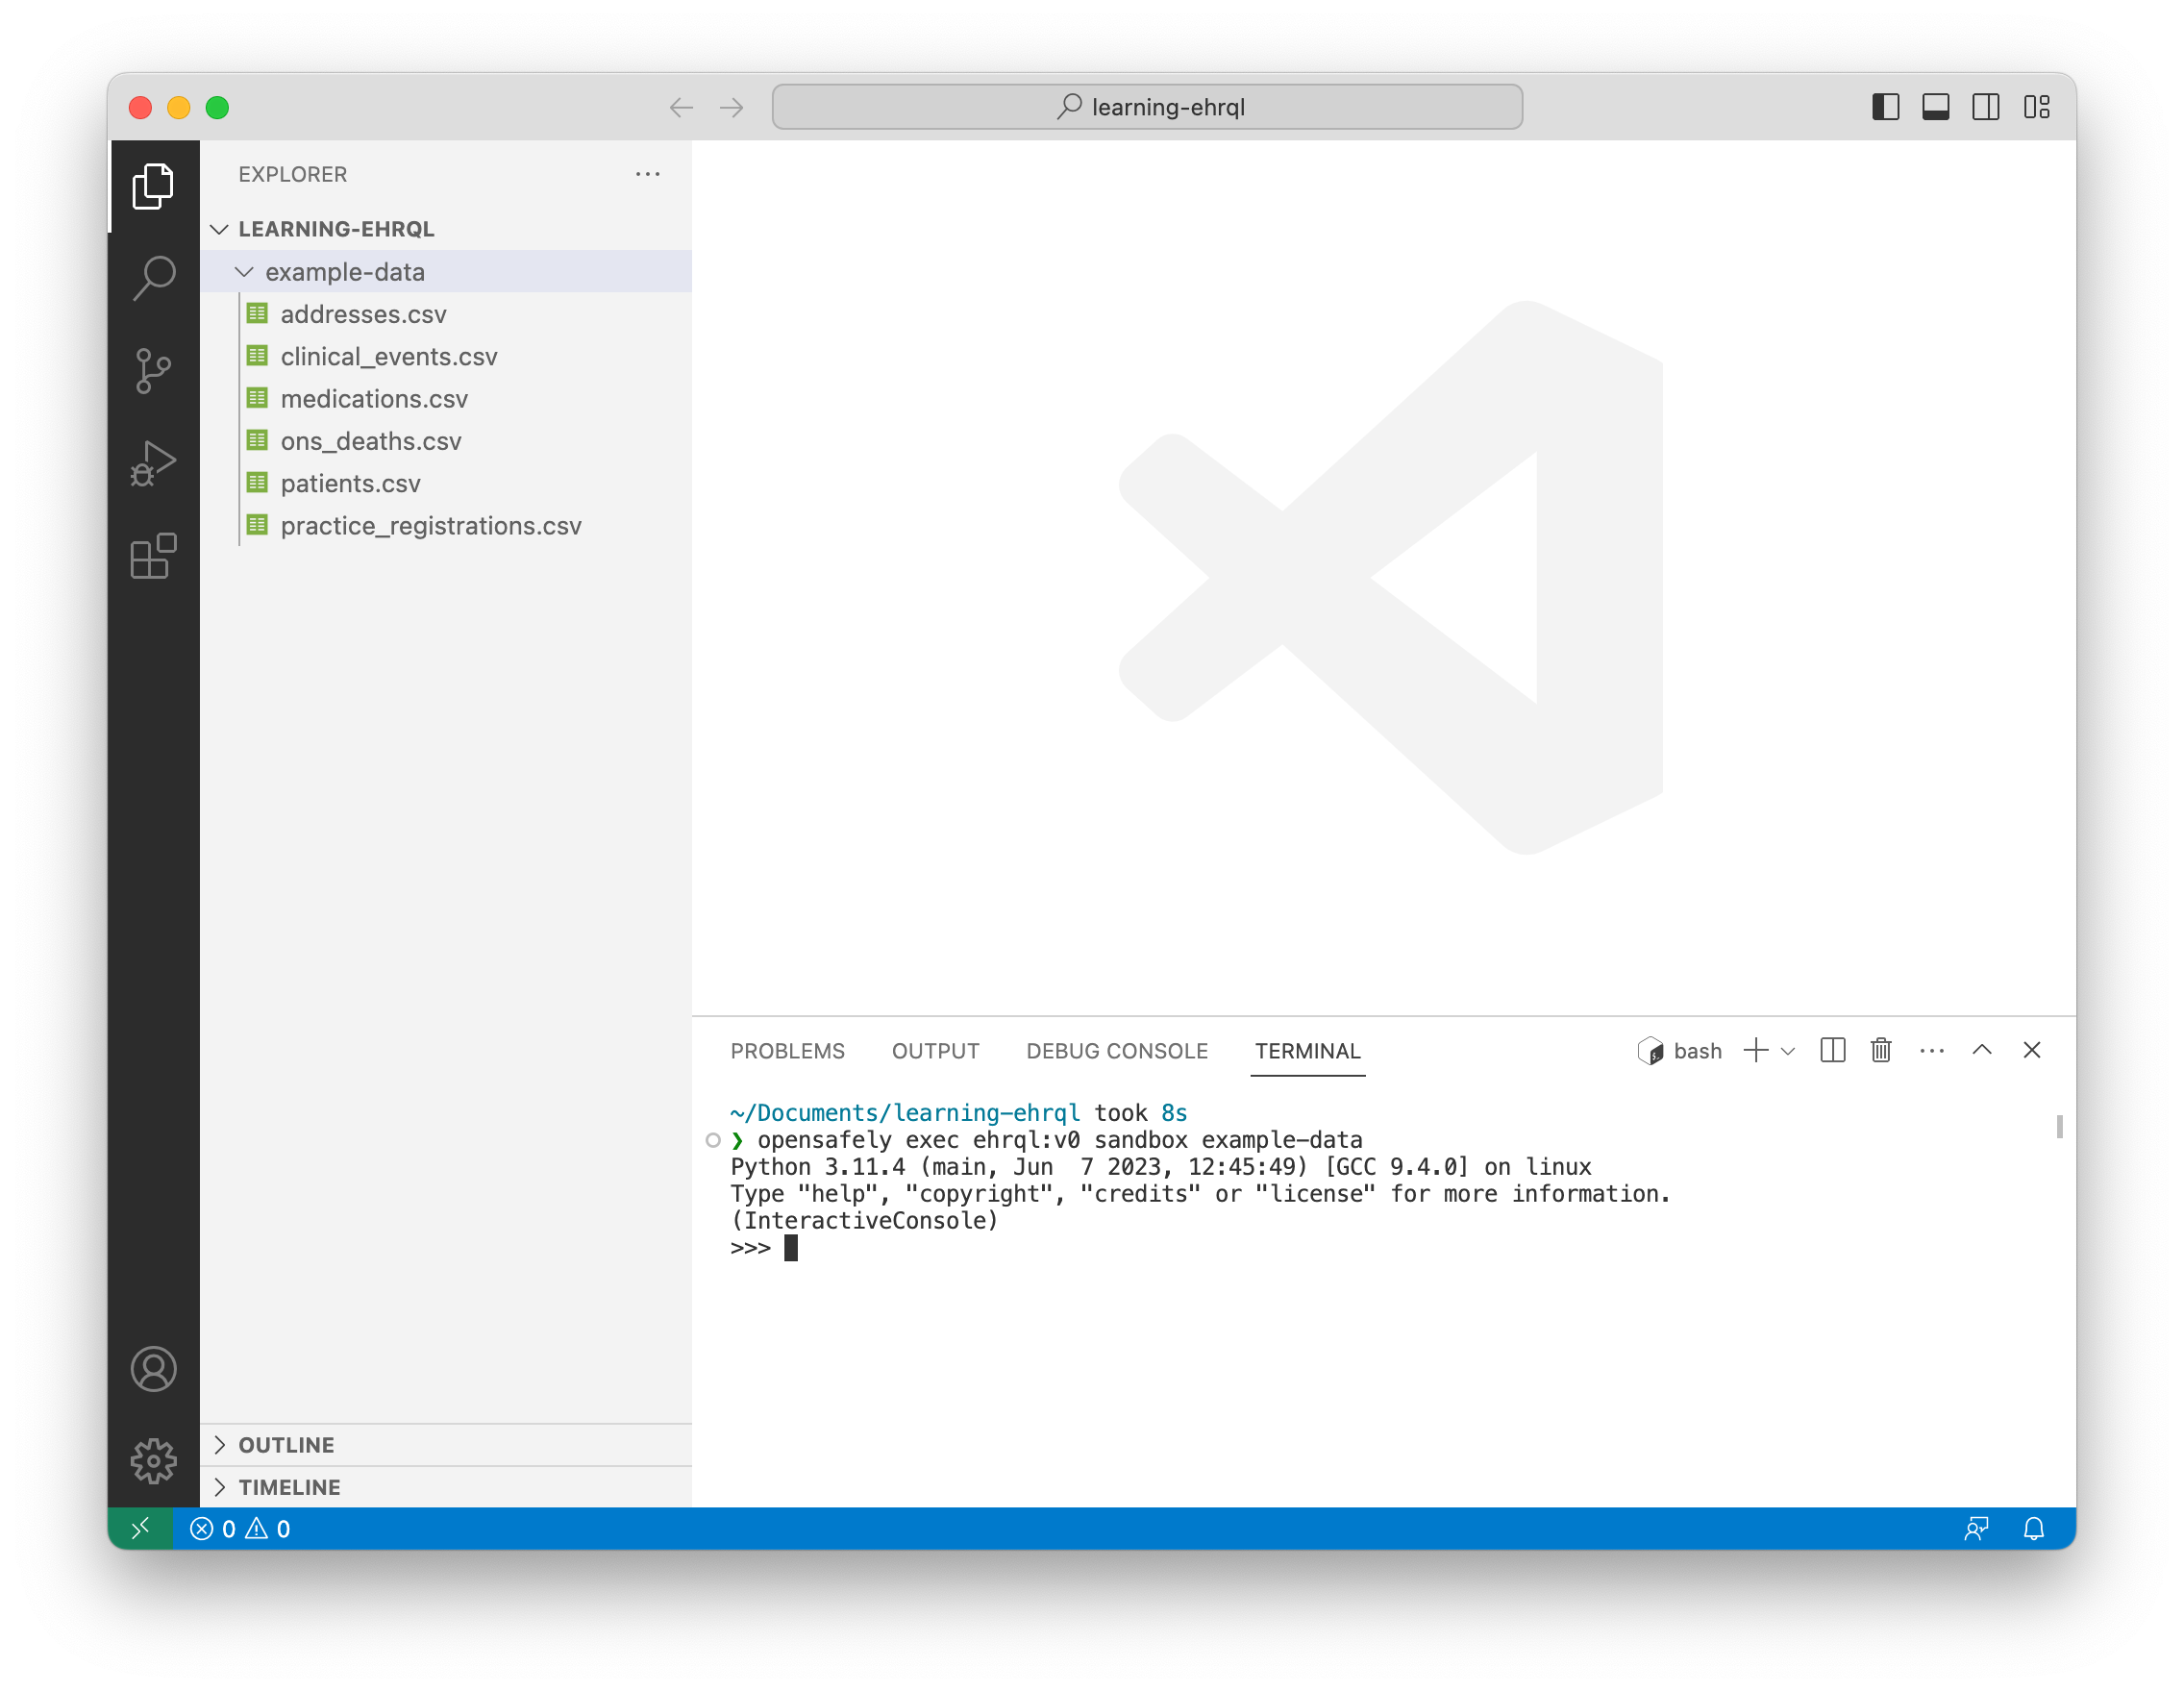 learning-ehrql
EXPLORER
LEARNING-EHRQL
example-data
addresses.csv
clinical_events.csv
medications.csv
ons_deaths.csv
patients.csv
practice_registrations.csv
OUTLINE
TIMELINE
PROBLEMS OUTPUT DEBUG CONSOLE TERMINAL bash
~/Documents/learning-ehrql took 8s
❯ opensafely exec ehrql:v0 sandbox example-data
Python 3.11.4 (main, Jun  7 2023, 12:45:49) [GCC 9.4.0] on linux
Type "help", "copyright", "credits" or "license" for more information.
(InteractiveConsole)
>>>
0 0